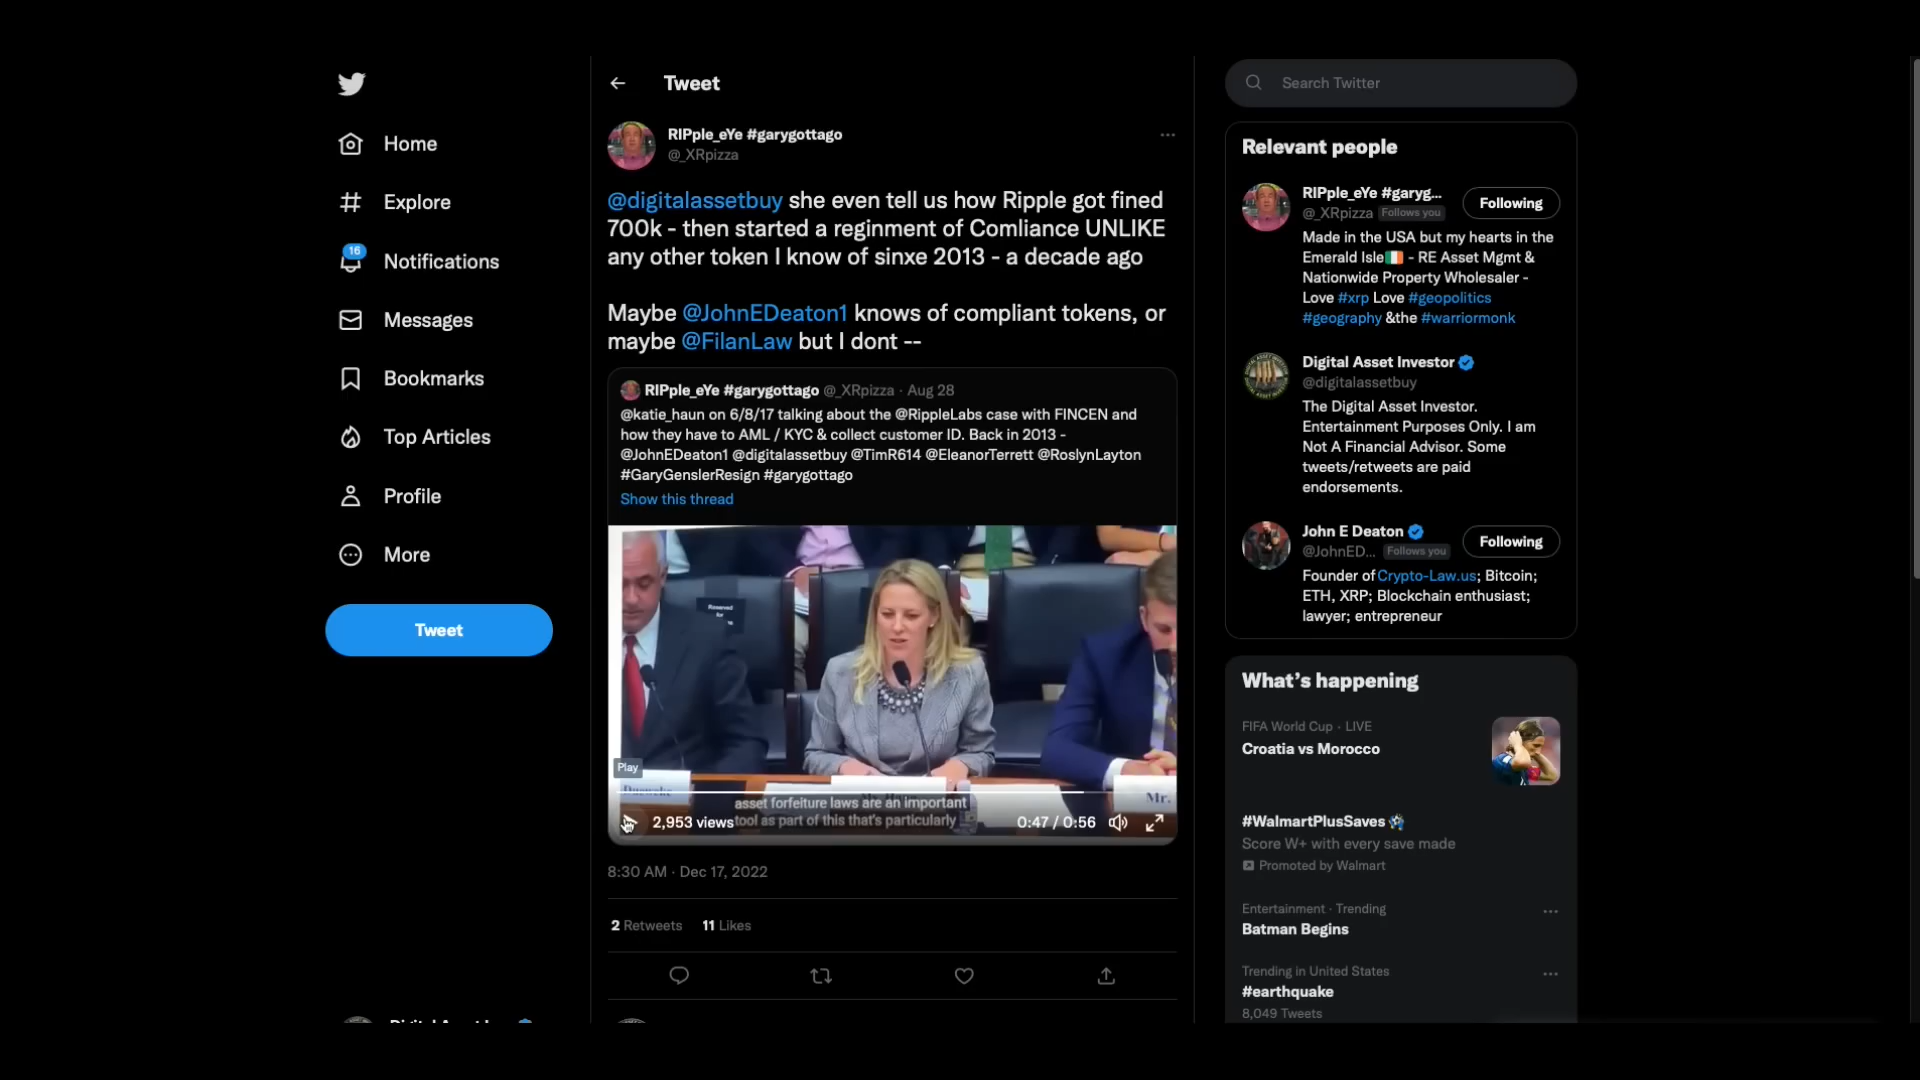 Home
Explore
16
Notifications
Messages
Bookmarks
Top Articles
Profile
More
Tweet
Tweet
RIPple_eYe #garygottago
@_XRpizza
@digitalassetbuy she even tell us how Ripple got fined
700k - then started a reginment of Comliance UNLIKE
any other token I know of sinxe 2013 - a decade ago
Maybe @JohnEDeaton1 knows of compliant tokens, or
maybe @FilanLaw but I dont --
RIPple_eYe #garygottago @_XRpizza · Aug 28
@katie_haun on 6/8/17 talking about the @RippleLabs case with FINCEN and
how they have to AML / KYC & collect customer ID. Back in 2013 -
@JohnEDeaton1 @digitalassetbuy @TimR614 @EleanorTerrett @RoslynLayton
#GaryGenslerResign #garygottago
Show this thread
Reserved
for
Play
Mr.
asset forfeiture laws are an important
tool as part of this that's particularly
2,953 views
0:47 / 0:56
8:30 AM · Dec 17, 2022
2 Retweets 11 Likes
Search Twitter
Relevant people
RIPple_eYe #garyg...
@_XRpizza Follows you
Following
Made in the USA but my hearts in the
Emerald Isle🇮🇪 - RE Asset Mgmt &
Nationwide Property Wholesaler -
Love #xrp Love #geopolitics
#geography &the #warriormonk
Digital Asset Investor
@digitalassetbuy
The Digital Asset Investor.
Entertainment Purposes Only. I am
Not A Financial Advisor. Some
tweets/retweets are paid
endorsements.
John E Deaton
@JohnED... Follows you
Following
Founder of Crypto-Law.us; Bitcoin;
ETH, XRP; Blockchain enthusiast;
lawyer; entrepreneur
What's happening
FIFA World Cup · LIVE
Croatia vs Morocco
#WalmartPlusSaves
Score W+ with every save made
Promoted by Walmart
Entertainment · Trending
Batman Begins
Trending in United States
#earthquake
8,049 Tweets